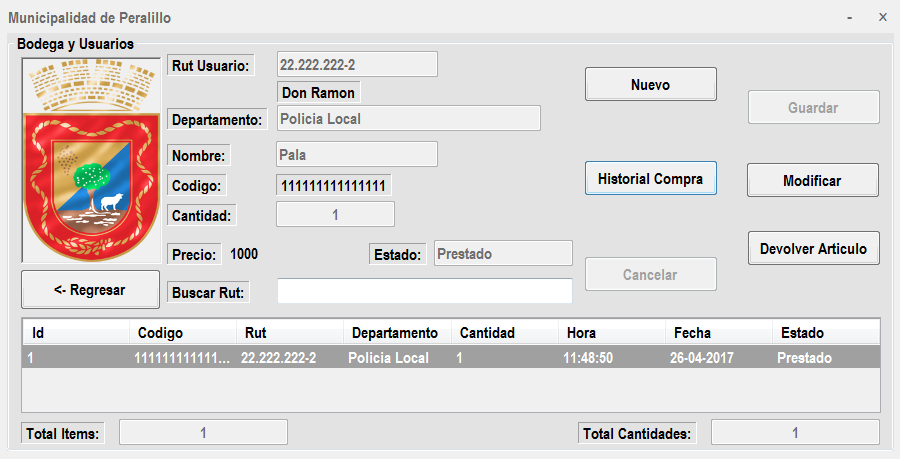 Municipalidad de Peralillo
Bodega y Usuarios
Rut Usuario: 22.222.222-2
Don Ramon
Departamento: Policia Local
Nombre: Pala
Codigo: 111111111111111
Cantidad: 1
Precio: 1000 Estado: Prestado
Buscar Rut:
Nuevo
Guardar
Historial Compra
Modificar
Devolver Articulo
Cancelar
<- Regresar
Id Codigo Rut Departamento Cantidad Hora Fecha Estado
1 111111111111... 22.222.222-2 Policia Local 1 11:48:50 26-04-2017 Prestado
Total Items: 1 Total Cantidades: 1